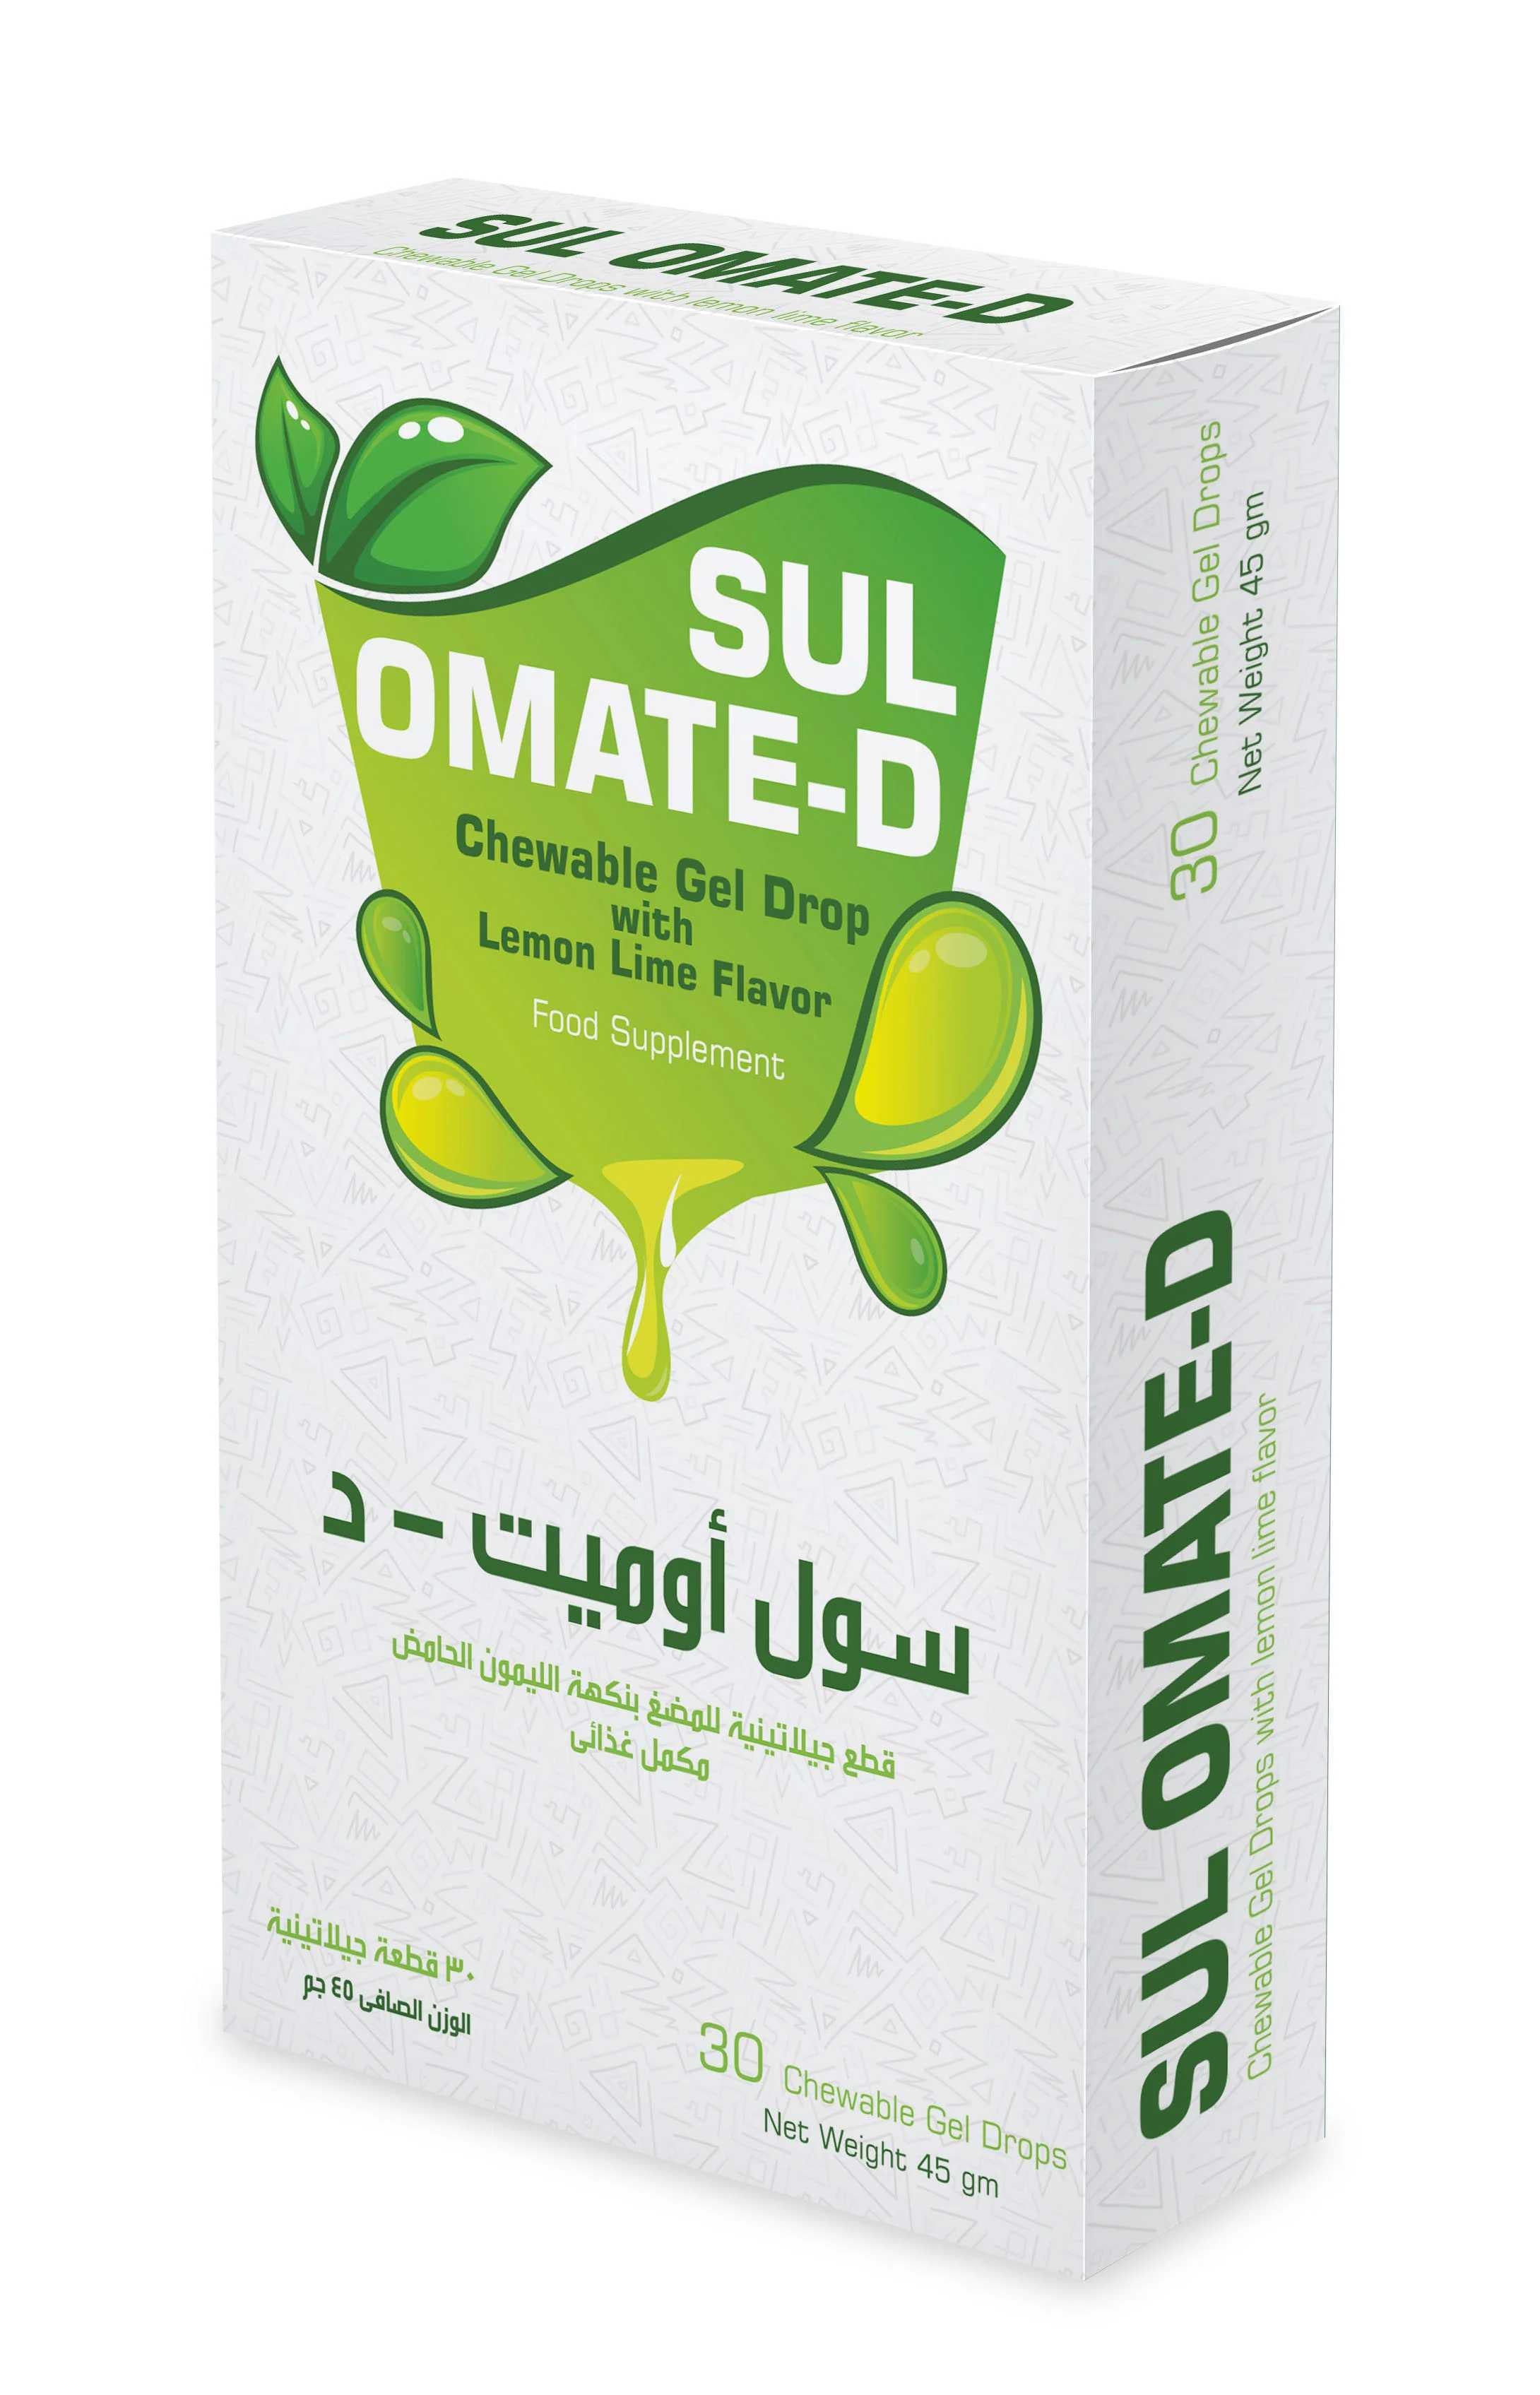 SUL OMATE-D
Chewable Gel Drops with lemon lime flavor
SUL
OMATE-D
Chewable Gel Drop
with
Lemon Lime Flavor
Food Supplement
سول أوميت - د
قطع جيلاتينية للمضغ بنكهة الليمون الحامض
مكمل غذائى
٣٠ قطعة جيلاتينية
الوزن الصافى ٤٥ جم
30 Chewable Gel Drops
Net Weight 45 gm
30 Chewable Gel Drops
Net Weight 45 gm
SUL OMATE-D
Chewable Gel Drops with lemon lime flavor